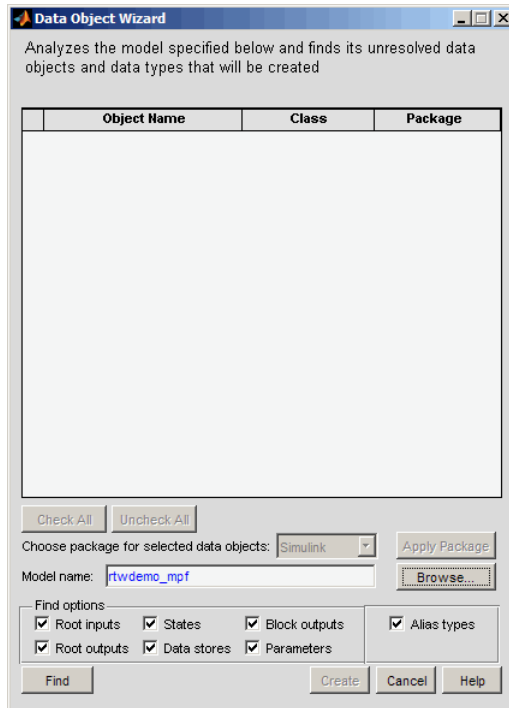 Data Object Wizard
Analyzes the model specified below and finds its unresolved data
objects and data types that will be created
Object Name Class Package
Check All Uncheck All
Choose package for selected data objects: Simulink Apply Package
Model name: rtwdemo_mpf Browse...
Find options
Root inputs States Block outputs Alias types
Root outputs Data stores Parameters
Find Create Cancel Help